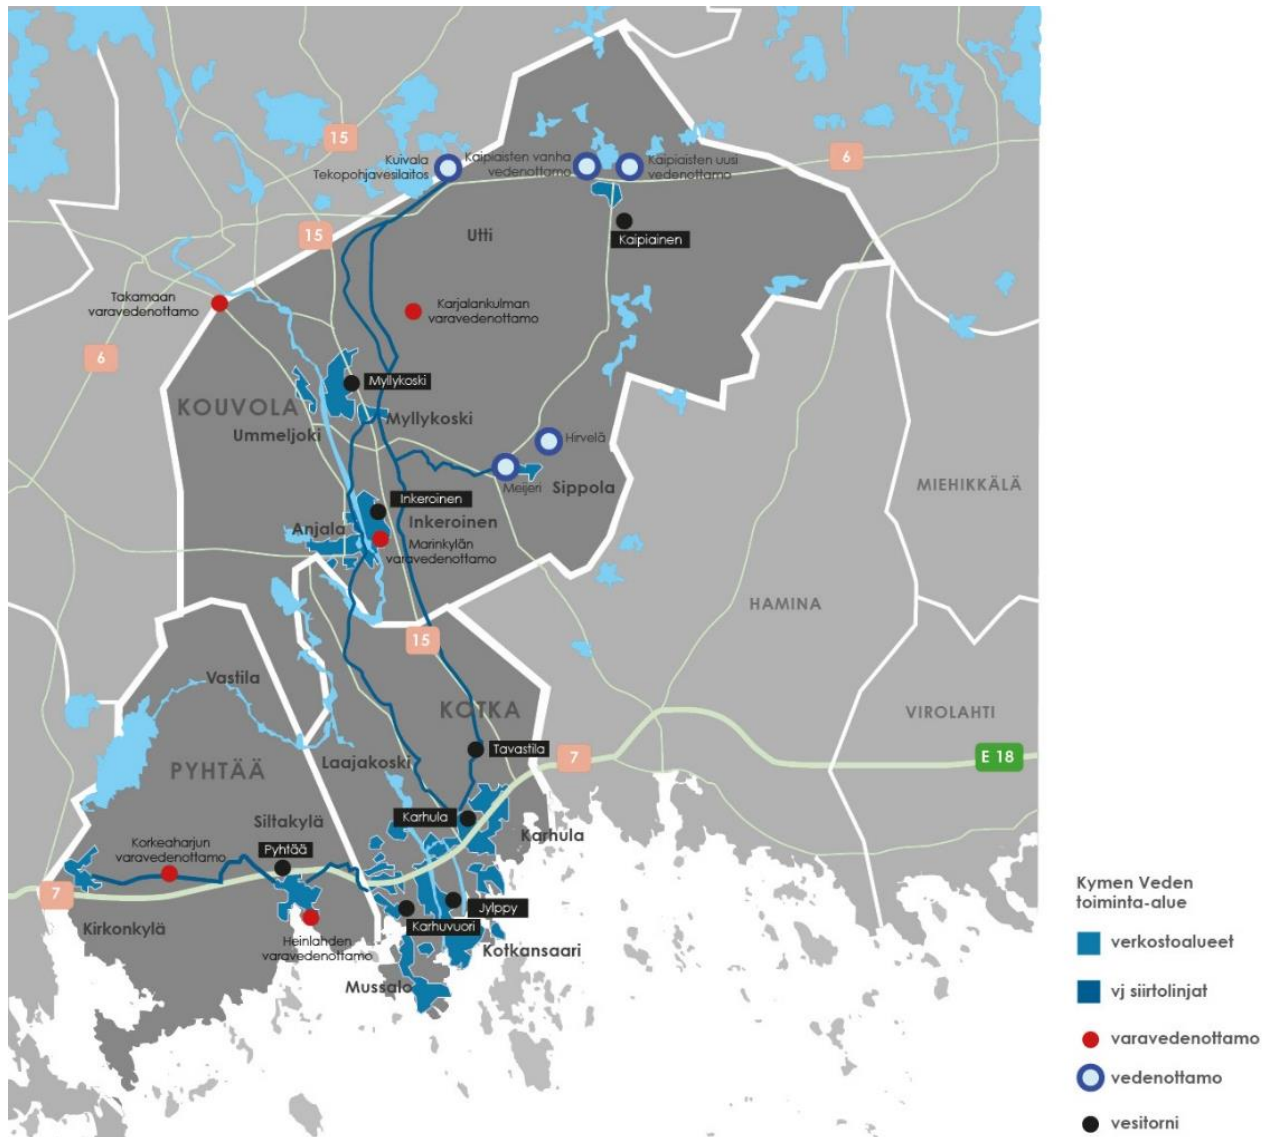 15
Kuivala
Tekopohjavesilaitos
Kaipiaisten vanha
vedenottamo
Kaipiaisten uusi
vedenottamo
6
15
Utti
Kaipiainen
Takamaan
varavedenottamo
Karjalankulman
varavedenottamo
6
Myllykoski
KOUVOLA
Ummeljoki
Myllykoski
Hirvelä
Meijeri
Sippola
MIEHIKKÄLÄ
Inkeroinen
Anjala
Inkeroinen
Marinkylän
varavedenottamo
HAMINA
15
Vastila
KOTKA
VIROLAHTI
Tavastila
7
E 18
Laajakoski
PYHTÄÄ
Siltakylä
Karhula
Karhula
Korkeaharjun
varavedenottamo
Pyhtää
7
Kirkonkylä
Jylppy
Karhuvuori
Heinlahden
varavedenottamo
Kotkansaari
Mussalo
Kymen Veden
toiminta-alue
verkostoalueet
vj siirtolinjat
varavedenottamo
vedenottamo
vesitorni